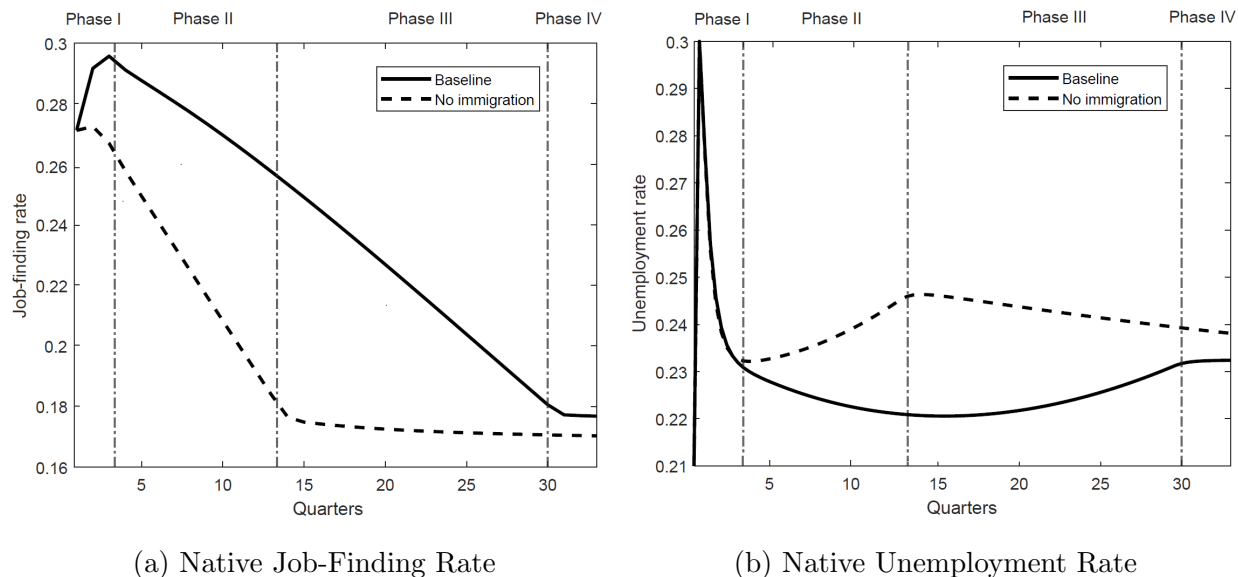 Phase I Phase II Phase III Phase IV
0.3
0.28
0.26
0.24
0.22
0.2
0.18
0.16
Job-finding rate
Baseline
No immigration
5 10 15 20 25 30
Quarters
(a) Native Job-Finding Rate
Phase I Phase II Phase III Phase IV
0.3
0.29
0.28
0.27
0.26
0.25
0.24
0.23
0.22
0.21
Unemployment rate
Baseline
No immigration
5 10 15 20 25 30
Quarters
(b) Native Unemployment Rate